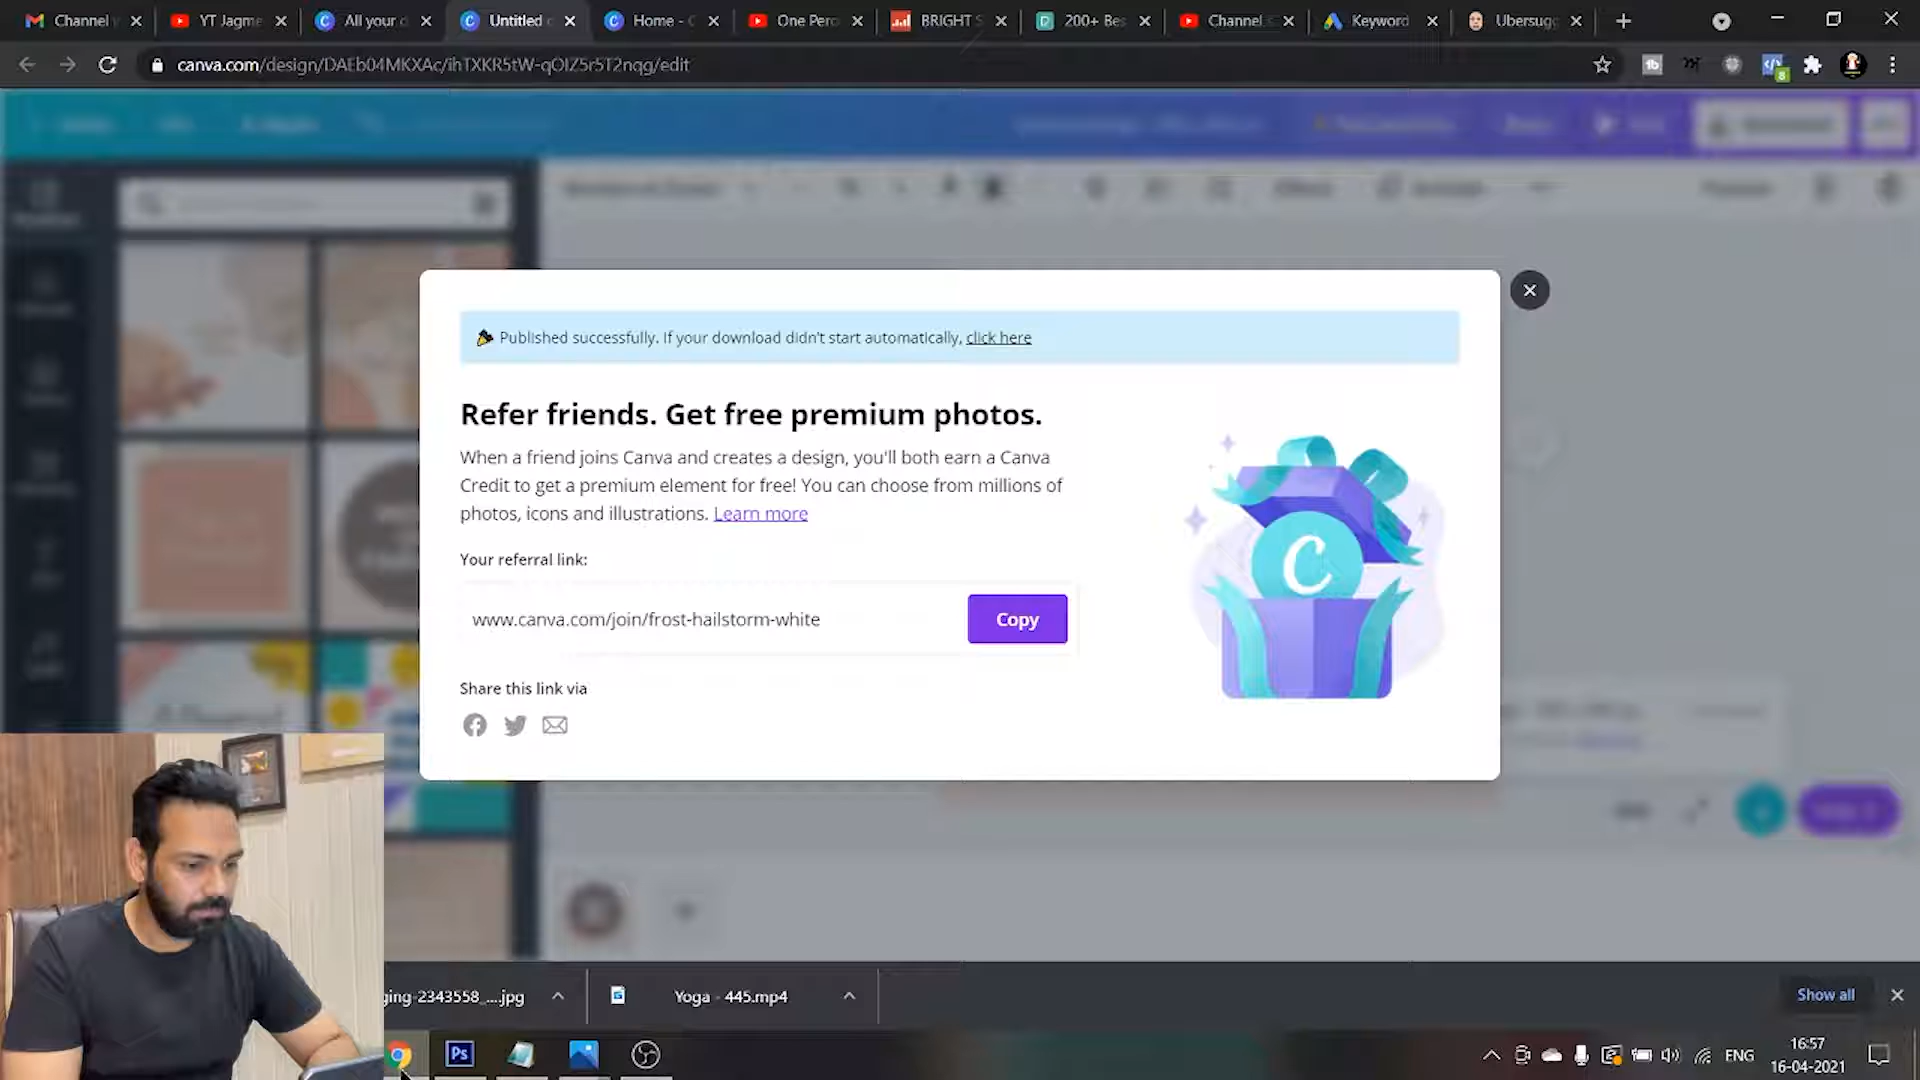 Channel
YT Jagme
All your d
Untitled
Home - C
One Perc
BRIGHT S
200+ Bes
Channel
Keyword
Ubersugg
canva.com/design/DAEb04MKXAc/ihTXKR5tW-qOIZ5r5T2nqg/edit
Published successfully. If your download didn't start automatically, click here
Refer friends. Get free premium photos.
When a friend joins Canva and creates a design, you'll both earn a Canva
Credit to get a premium element for free! You can choose from millions of
photos, icons and illustrations. Learn more
Your referral link:
www.canva.com/join/frost-hailstorm-white
Copy
Share this link via
ging-2343558_....jpg
Yoga - 445.mp4
Show all
Ps
ENG
16:57
16-04-2021